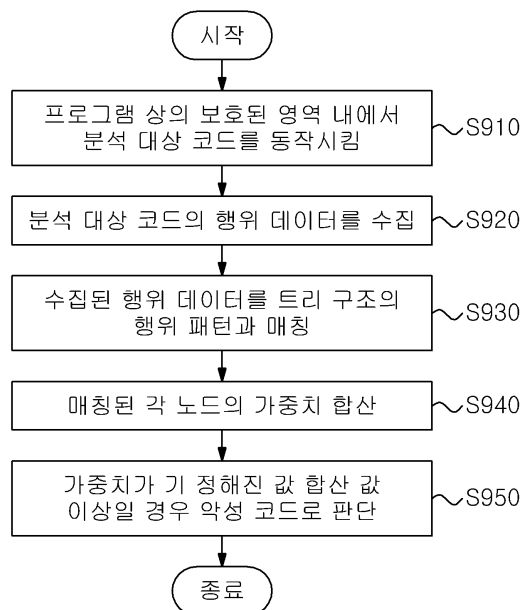 시작
프로그램 상의 보호된 영역 내에서
분석 대상 코드를 동작시킴
S910
분석 대상 코드의 행위 데이터를 수집
S920
수집된 행위 데이터를 트리 구조의
행위 패턴과 매칭
S930
매칭된 각 노드의 가중치 합산
S940
가중치가 기 정해진 값 합산 값
이상일 경우 악성 코드로 판단
S950
종료